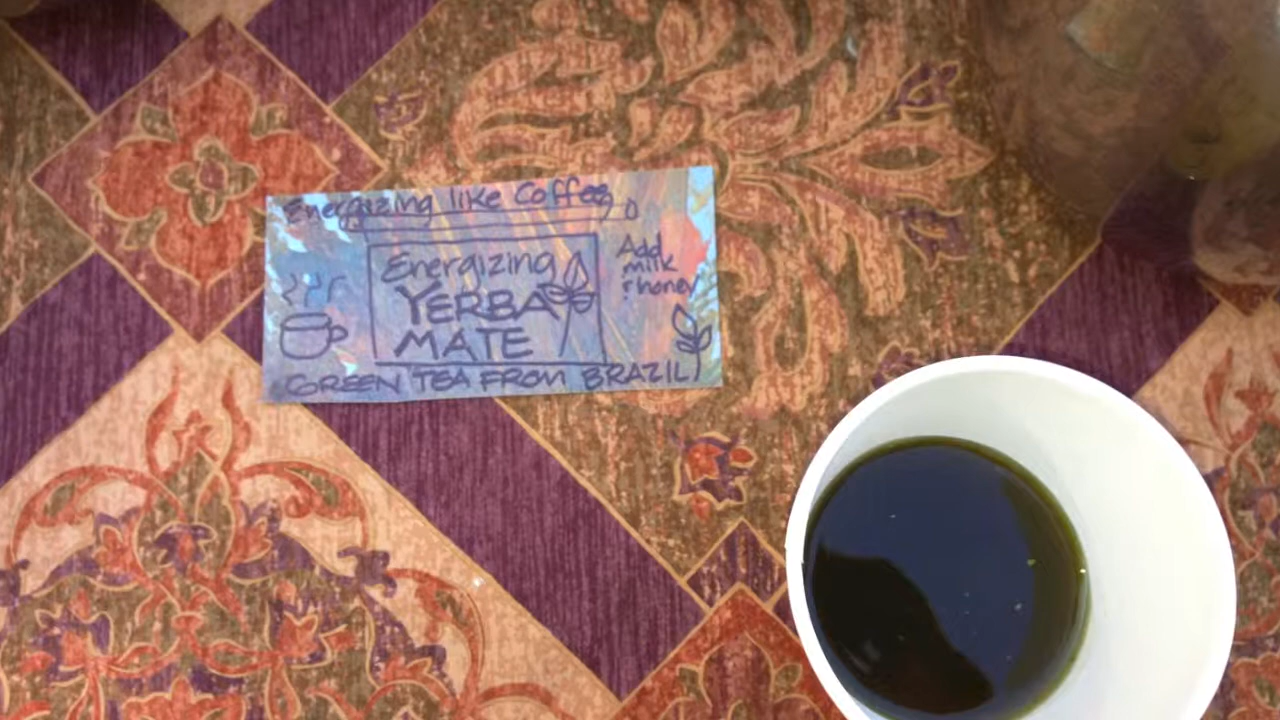 Energizing like Coffee
Energizing
YERBA
MATE
Add
milk
& honey
GREEN TEA FROM BRAZIL